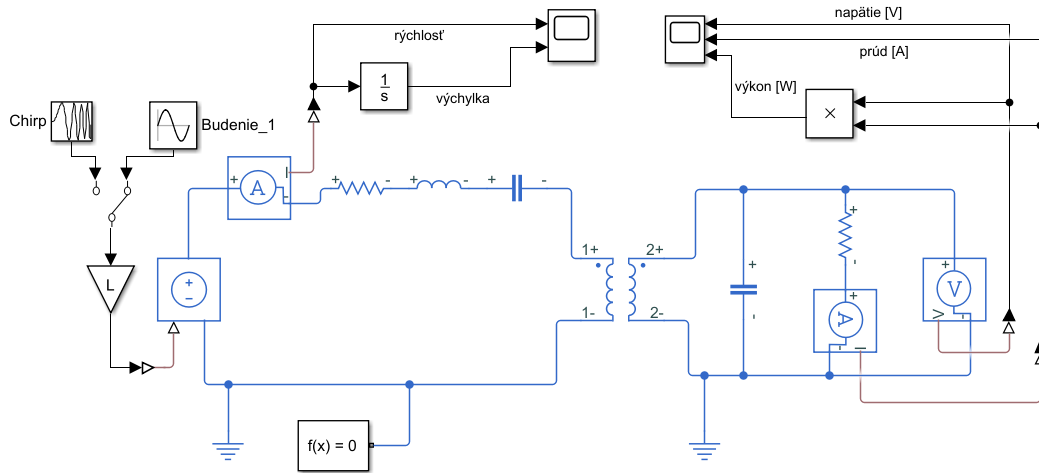 napätie [V]
rýchlosť
prúd [A]
1
s
výchylka
výkon [W]
×
Chirp
Budenie_1
+
A
I
-
+
-
+
-
+
-
1+
2+
+
L
+
-
+
-
+
V
+
1-
2-
-
A
V
-
-
I
f(x) = 0